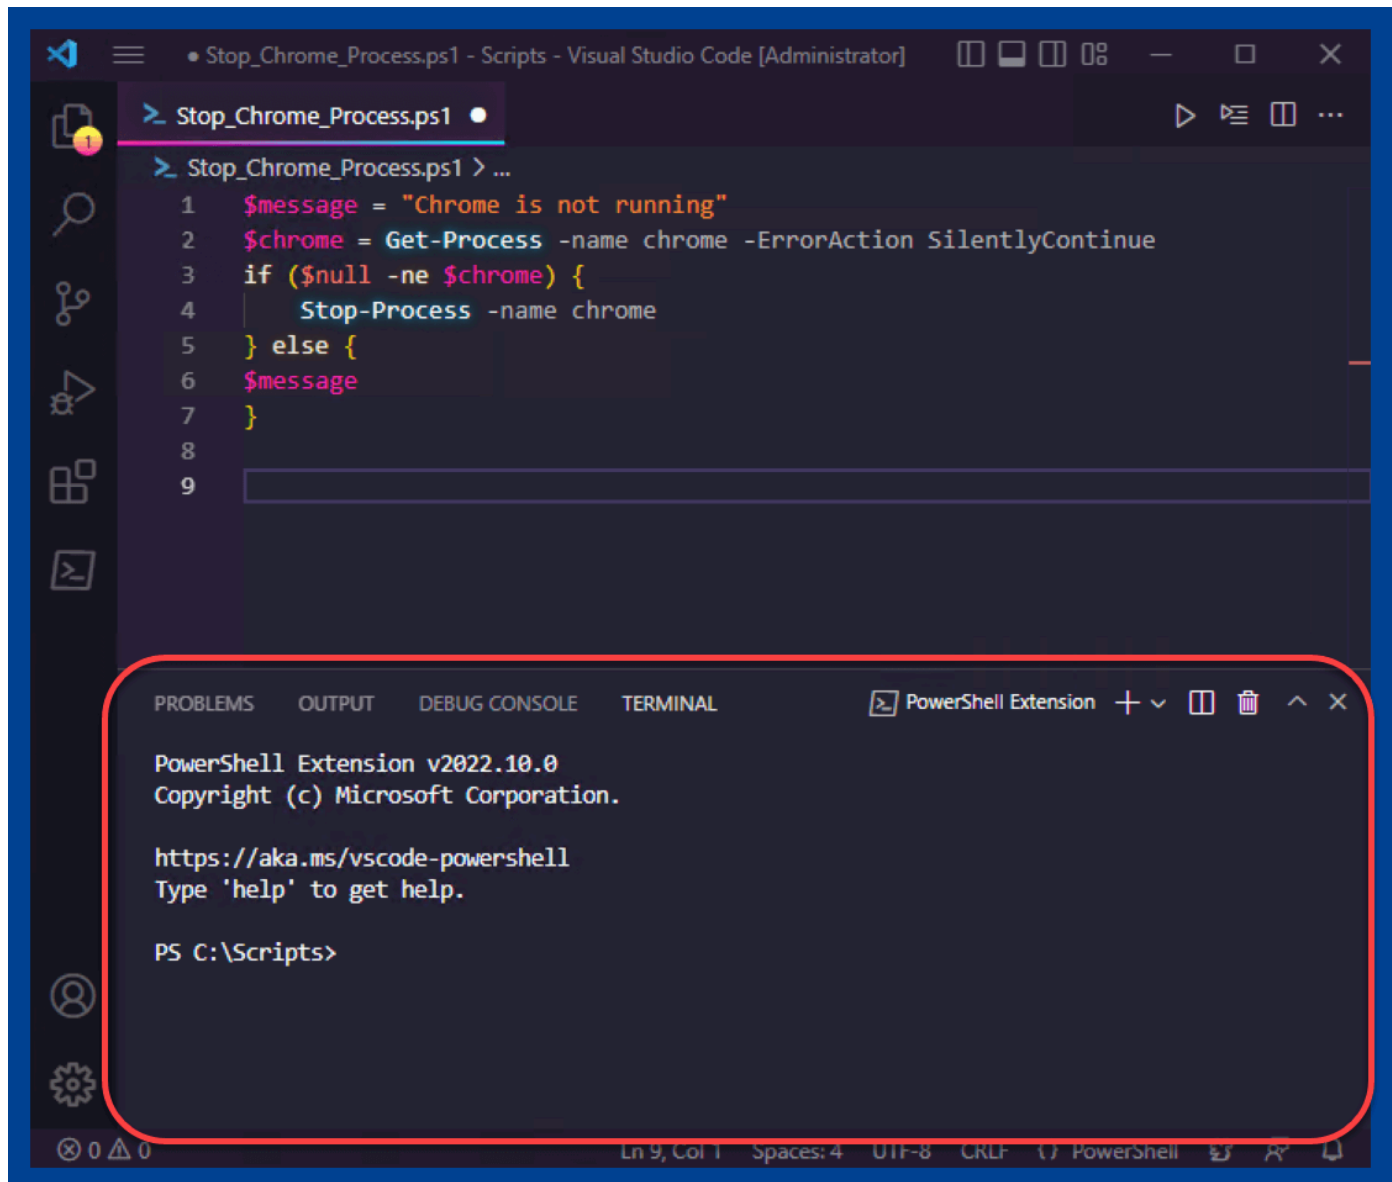 ● Stop_Chrome_Process.ps1 - Scripts - Visual Studio Code [Administrator]
Stop_Chrome_Process.ps1 ●
1
Stop_Chrome_Process.ps1 > ...
1 $message = "Chrome is not running"
2 $chrome = Get-Process -name chrome -ErrorAction SilentlyContinue
3 if ($null -ne $chrome) {
4     Stop-Process -name chrome
5 } else {
6 $message
7 }
8
9
PROBLEMS OUTPUT DEBUG CONSOLE TERMINAL PowerShell Extension
PowerShell Extension v2022.10.0
Copyright (c) Microsoft Corporation.
https://aka.ms/vscode-powershell
Type 'help' to get help.
PS C:\Scripts>
0 0 Ln 9, Col 1 Spaces: 4 UTF-8 CRLF {} PowerShell